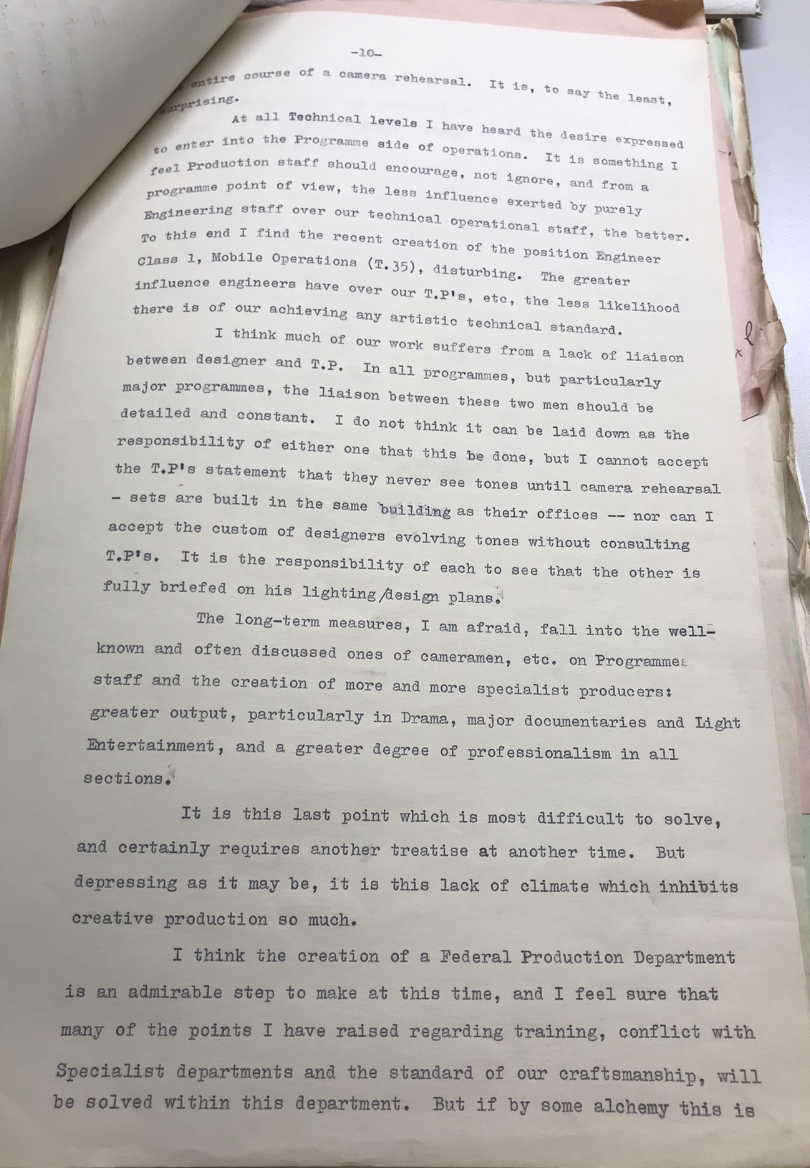 -10-
entire course of a camera rehearsal. It is, to say the least,
surprising.
At all Technical levels I have heard the desire expressed
to enter into the Programme side of operations. It is something I
feel Production staff should encourage, not ignore, and from a
programme point of view, the less influence exerted by purely
Engineering staff over our technical operational staff, the better.
To this end I find the recent creation of the position Engineer
Class 1, Mobile Operations (T.35), disturbing. The greater
influence engineers have over our T.P's, etc, the less likelihood
there is of our achieving any artistic technical standard.
I think much of our work suffers from a lack of liaison
between designer and T.P. In all programmes, but particularly
major programmes, the liaison between these two men should be
detailed and constant. I do not think it can be laid down as the
responsibility of either one that this be done, but I cannot accept
the T.P's statement that they never see tones until camera rehearsal
- sets are built in the same building as their offices -- nor can I
accept the custom of designers evolving tones without consulting
T.P's. It is the responsibility of each to see that the other is
fully briefed on his lighting/design plans.
The long-term measures, I am afraid, fall into the well-
known and often discussed ones of cameramen, etc. on Programmes
staff and the creation of more and more specialist producers:
greater output, particularly in Drama, major documentaries and Light
Entertainment, and a greater degree of professionalism in all
sections.
It is this last point which is most difficult to solve,
and certainly requires another treatise at another time. But
depressing as it may be, it is this lack of climate which inhibits
creative production so much.
I think the creation of a Federal Production Department
is an admirable step to make at this time, and I feel sure that
many of the points I have raised regarding training, conflict with
Specialist departments and the standard of our craftsmanship, will
be solved within this department. But if by some alchemy this is